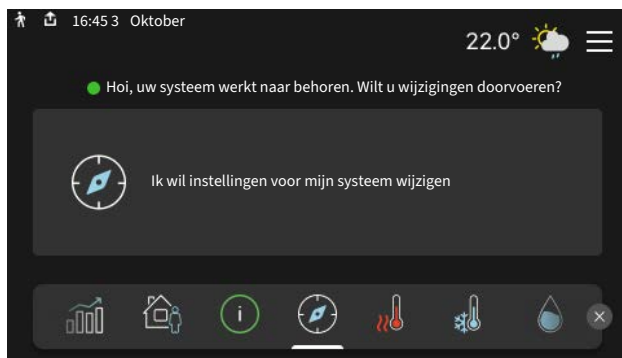 16:45 3 Oktober
22.0°
Hoi, uw systeem werkt naar behoren. Wilt u wijzigingen doorvoeren?
Ik wil instellingen voor mijn systeem wijzigen
i